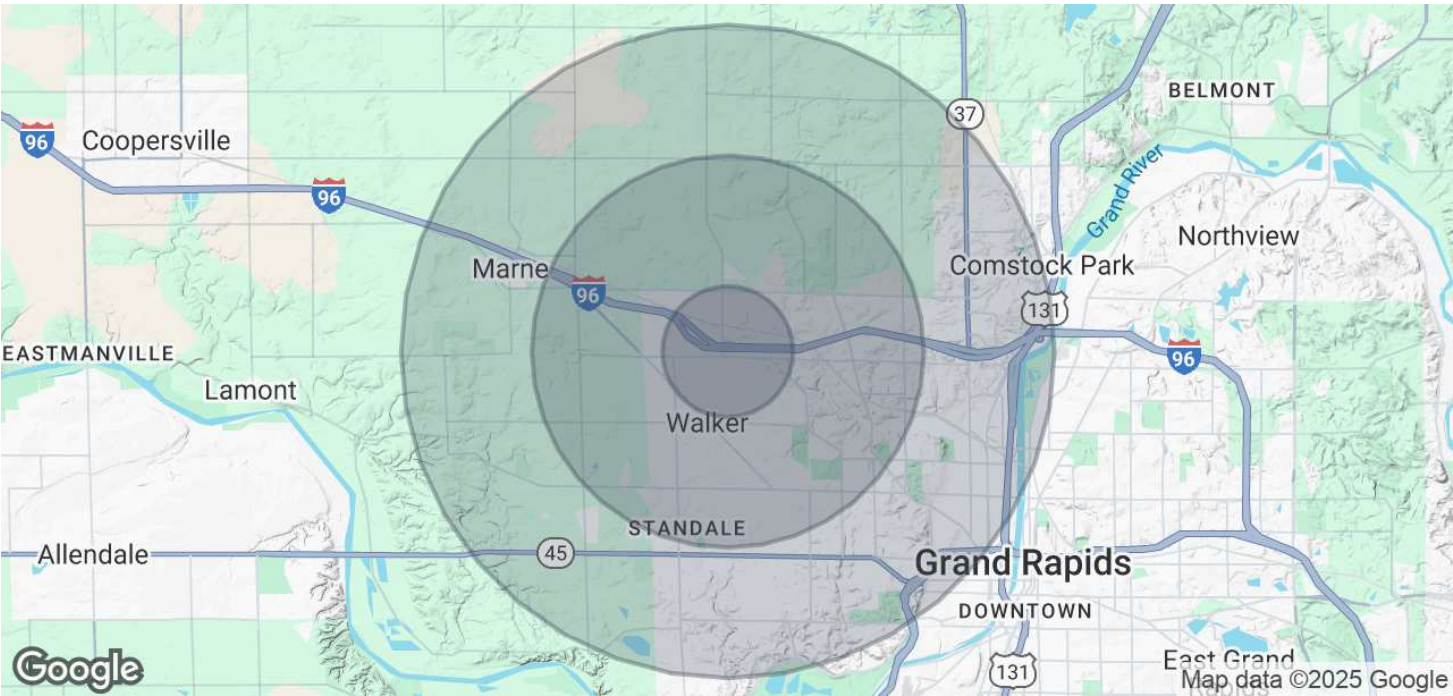 37
BELMONT
96
Coopersville
96
Grand River
Northview
Marne
Comstock Park
96
131
EASTMANVILLE
96
Lamont
Walker
STANDALE
Allendale
45
Grand Rapids
DOWNTOWN
East Grand
Rapids
131
Google
Map data ©2025 Google